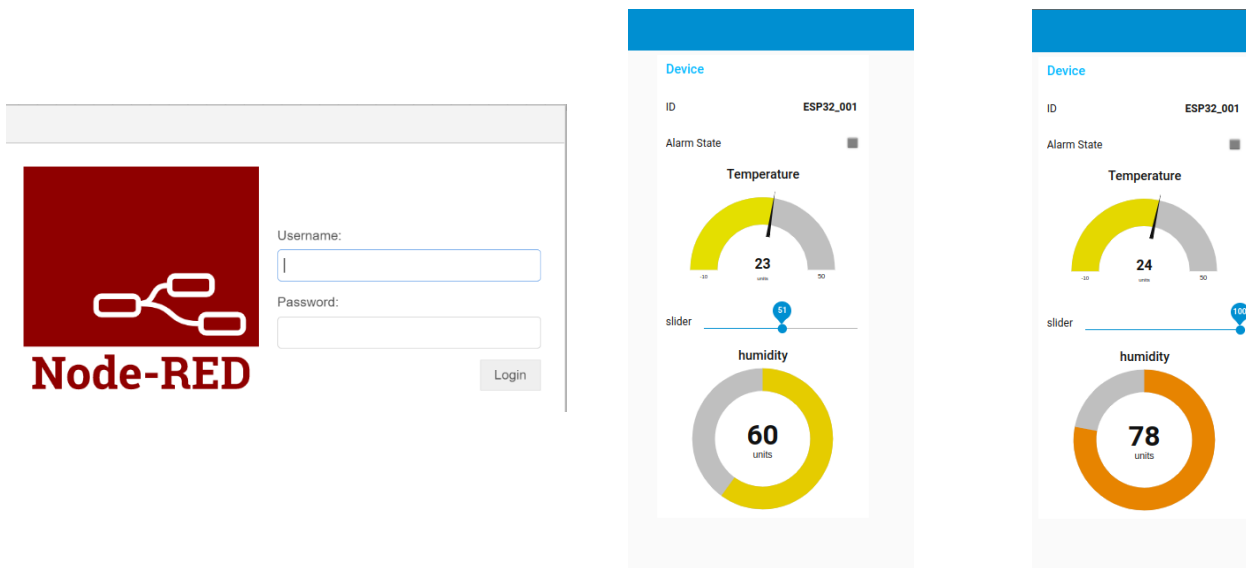 Username:
Password:
Node-RED
Login
Device
ID ESP32_001
Alarm State
Temperature
23
units
-10 50
51
slider
humidity
60
units
Device
ID ESP32_001
Alarm State
Temperature
24
units
-10 50
100
slider
humidity
78
units